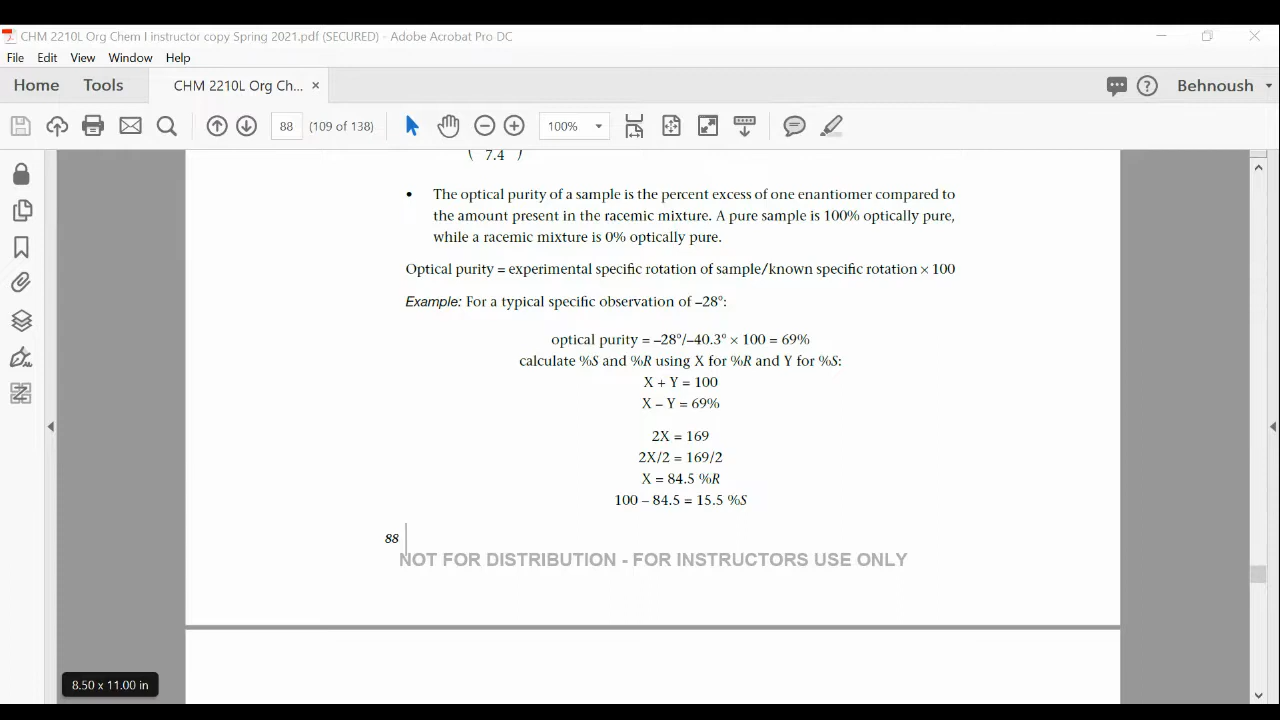 CHM 2210L Org Chem I instructor copy Spring 2021.pdf (SECURED) - Adobe Acrobat Pro DC
File Edit View Window Help
Home Tools CHM 2210L Org Ch... × Behnoush
88 (109 of 138) 100%
( 7.4 )
• The optical purity of a sample is the percent excess of one enantiomer compared to
the amount present in the racemic mixture. A pure sample is 100% optically pure,
while a racemic mixture is 0% optically pure.
Optical purity = experimental specific rotation of sample/known specific rotation × 100
Example: For a typical specific observation of –28°:
optical purity = –28°/–40.3° × 100 = 69%
calculate %S and %R using X for %R and Y for %S:
X + Y = 100
X – Y = 69%
2X = 169
2X/2 = 169/2
X = 84.5 %R
100 – 84.5 = 15.5 %S
88
NOT FOR DISTRIBUTION - FOR INSTRUCTORS USE ONLY
8.50 x 11.00 in